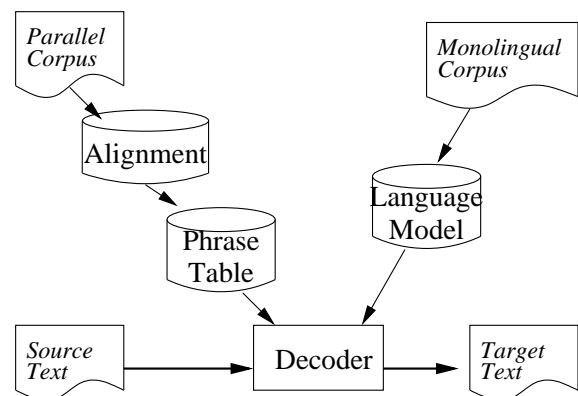 Parallel
Corpus
Monolingual
Corpus
Alignment
Language
Model
Phrase
Table
Source
Text
Decoder
Target
Text